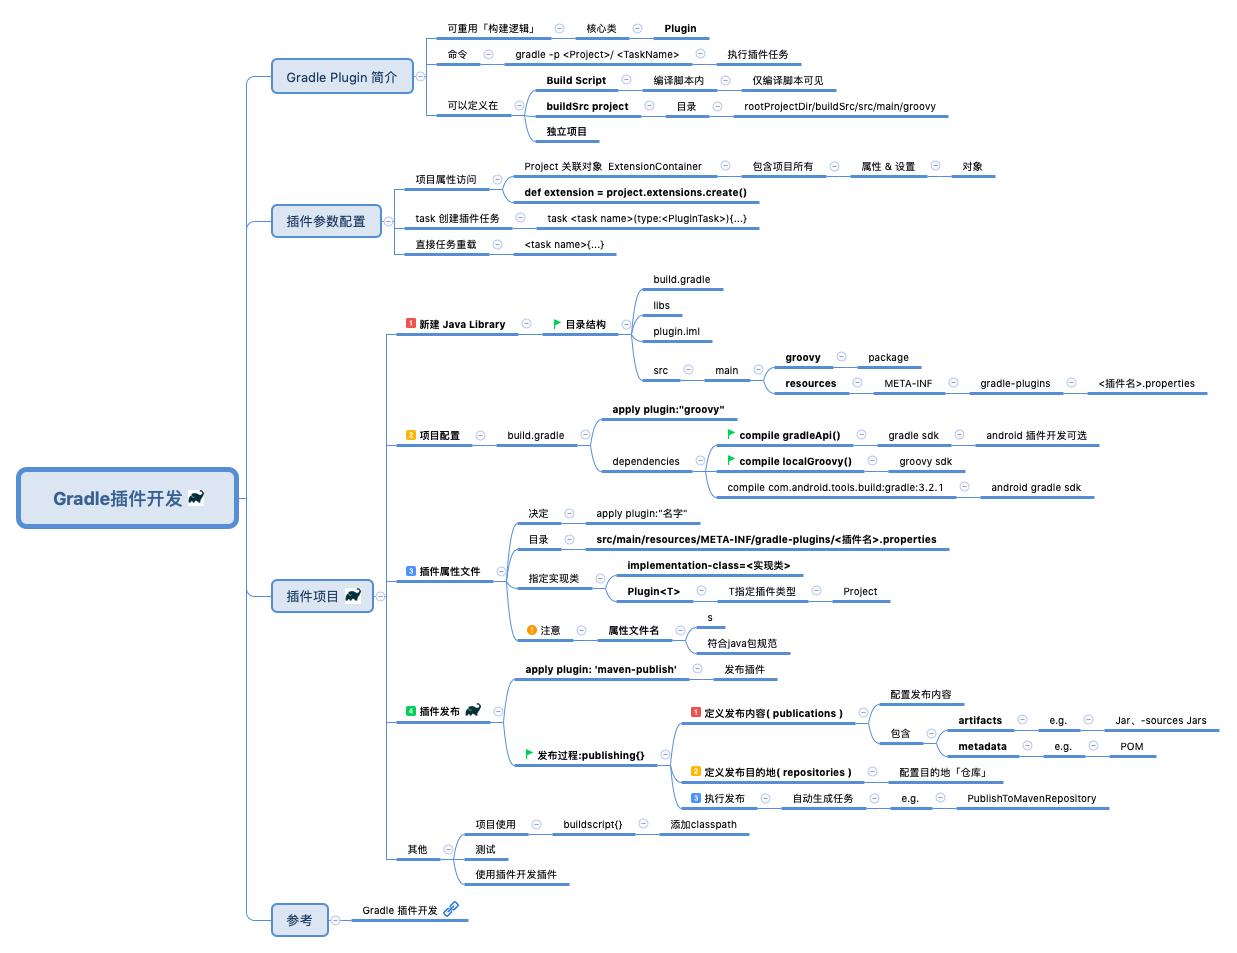 Gradle插件开发
Gradle Plugin 简介
可重用「构建逻辑」 核心类 Plugin
命令 gradle -p <Project>/ <TaskName> 执行插件任务
可以定义在
Build Script 编译脚本内 仅编译脚本可见
buildSrc project 目录 rootProjectDir/buildSrc/src/main/groovy
独立项目
插件参数配置
项目属性访问
Project 关联对象 ExtensionContainer 包含项目所有 属性 & 设置 对象
def extension = project.extensions.create()
task 创建插件任务 task <task name>(type:<PluginTask>){...}
直接任务重载 <task name>{...}
插件项目
1 新建 Java Library 目录结构
build.gradle
libs
plugin.iml
src main
groovy package
resources META-INF gradle-plugins <插件名>.properties
2 项目配置 build.gradle
apply plugin:"groovy"
dependencies
compile gradleApi() gradle sdk android 插件开发可选
compile localGroovy() groovy sdk
compile com.android.tools.build:gradle:3.2.1 android gradle sdk
3 插件属性文件
决定 apply plugin:"名字"
目录 src/main/resources/META-INF/gradle-plugins/<插件名>.properties
指定实现类
implementation-class=<实现类>
Plugin<T> T指定插件类型 Project
! 注意 属性文件名
s
符合java包规范
4 插件发布
apply plugin: 'maven-publish' 发布插件
发布过程:publishing{}
1 定义发布内容( publications )
配置发布内容
包含
artifacts e.g. Jar、-sources Jars
metadata e.g. POM
2 定义发布目的地( repositories ) 配置目的地「仓库」
3 执行发布 自动生成任务 e.g. PublishToMavenRepository
其他
项目使用 buildscript{} 添加classpath
测试
使用插件开发插件
参考
Gradle 插件开发